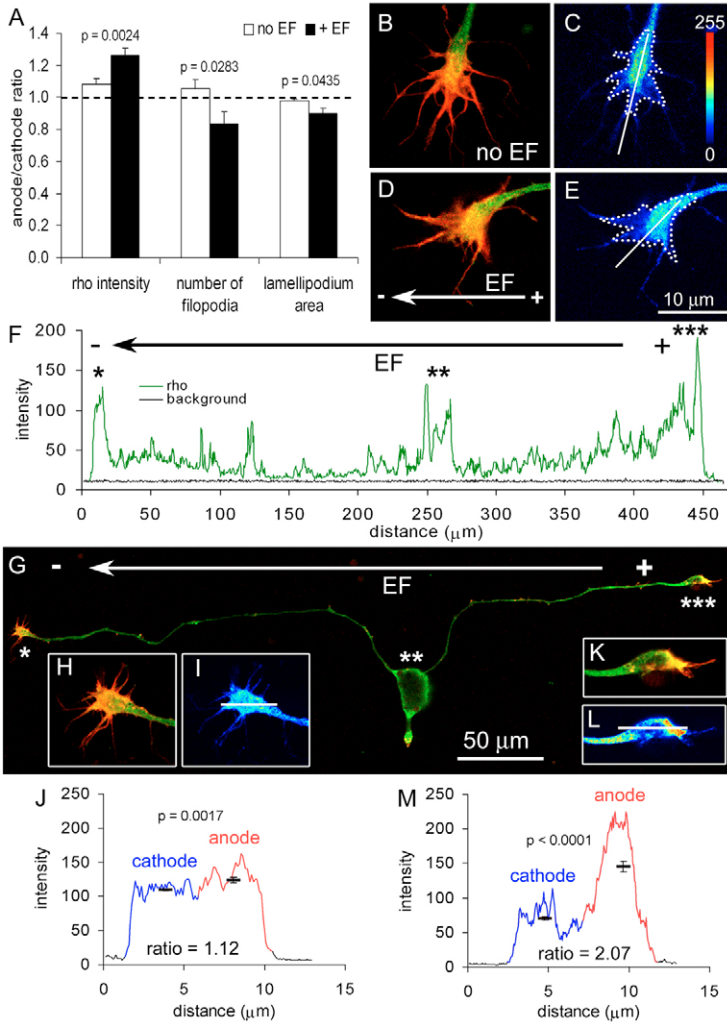 A
no EF + EF
p = 0.0024
p = 0.0283
p = 0.0435
anode/cathode ratio
1.4
1.2
1.0
0.8
0.6
0.4
0.2
0.0
rho intensity
number of filopodia
lamellipodium area
B
no EF
C
255
0
D
EF
- +
E
10 μm
F
- EF +
* ** ***
rho
background
intensity
200
150
100
50
0
0 50 100 150 200 250 300 350 400 450
distance (μm)
G
- EF +
* ** ***
H
I
50 μm
K
L
J
p = 0.0017
anode
cathode
ratio = 1.12
intensity
250
200
150
100
50
0
0 5 10 15
distance (μm)
M
anode
p < 0.0001
cathode
ratio = 2.07
intensity
250
200
150
100
50
0
0 5 10 15
distance (μm)